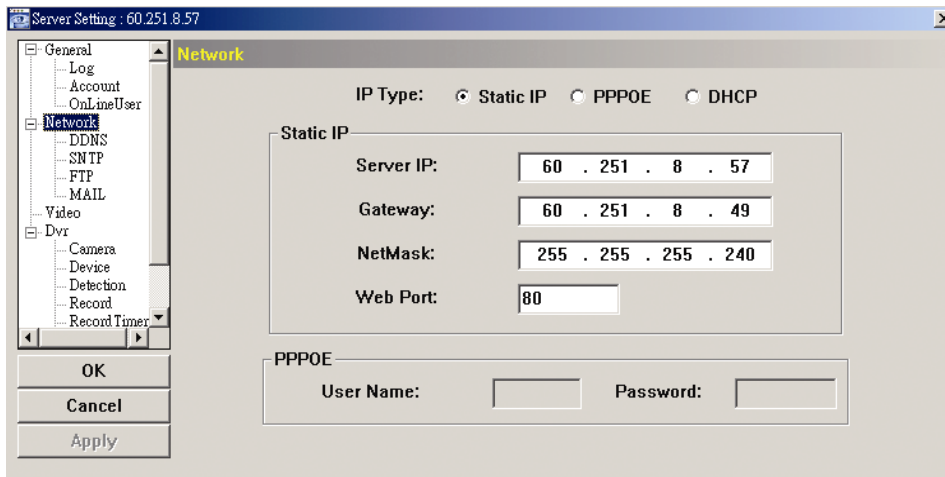 Server Setting : 60.251.8.57
General
Log
Account
OnLineUser
Network
DDNS
SNTP
FTP
MAIL
Video
Dvr
Camera
Device
Detection
Record
Record Timer
OK
Cancel
Apply
Network
IP Type: Static IP PPPOE DHCP
Static IP
Server IP: 60 . 251 . 8 . 57
Gateway: 60 . 251 . 8 . 49
NetMask: 255 . 255 . 255 . 240
Web Port: 80
PPPOE
User Name: Password: